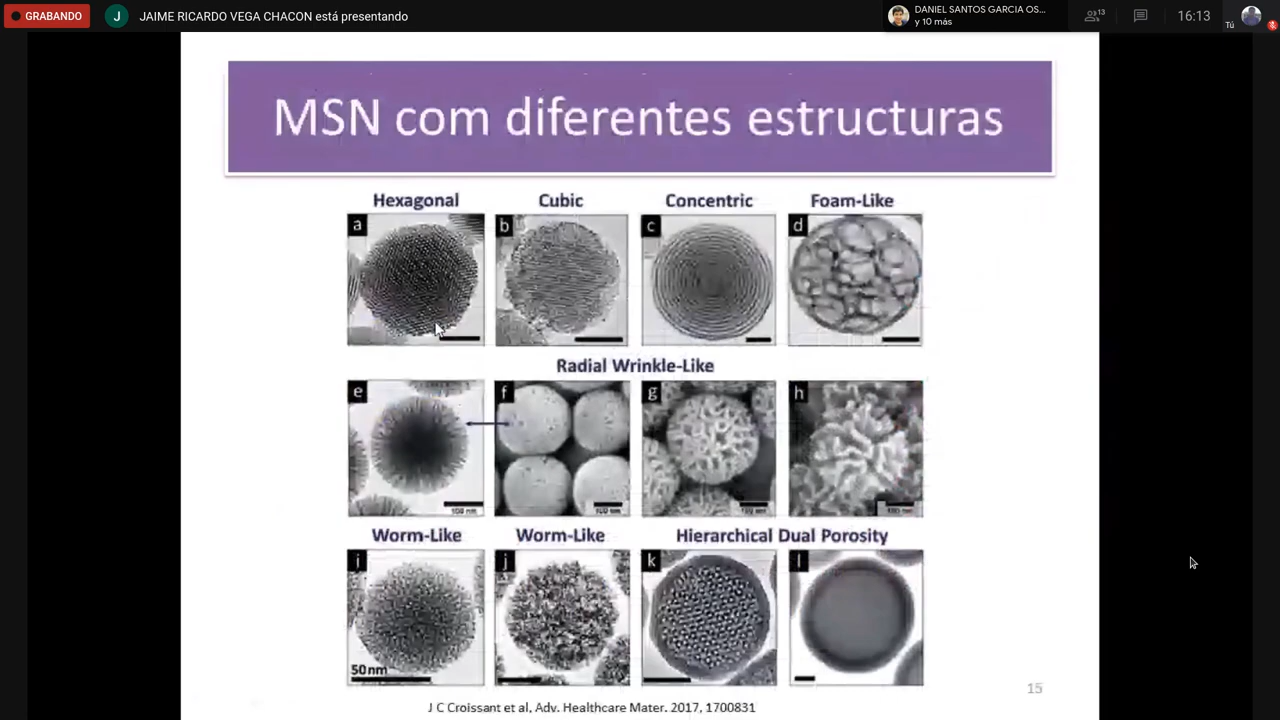 GRABANDO
J
JAIME RICARDO VEGA CHACON está presentando
DANIEL SANTOS GARCIA OS...
y 10 más
13
16:13
Tú
MSN com diferentes estructuras
Hexagonal
Cubic
Concentric
Foam-Like
a
b
c
d
Radial Wrinkle-Like
e
f
g
h
100 nm
100 nm
100 nm
100 nm
Worm-Like
Worm-Like
Hierarchical Dual Porosity
i
j
k
l
50nm
15
J C Croissant et al, Adv. Healthcare Mater. 2017, 1700831